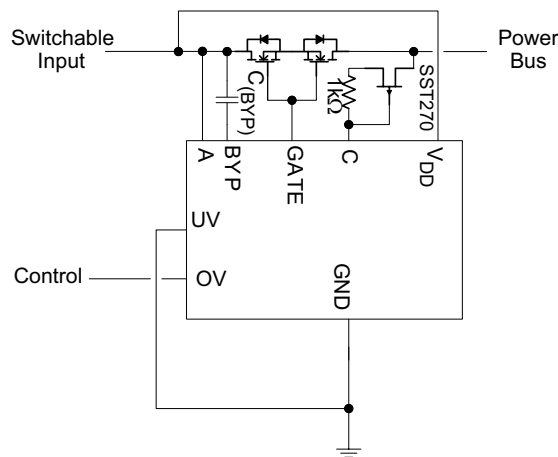 Switchable
Input
Power
Bus
C
(BYP)
1kΩ
SST270
A
BYP
GATE
C
VDD
UV
OV
GND
Control